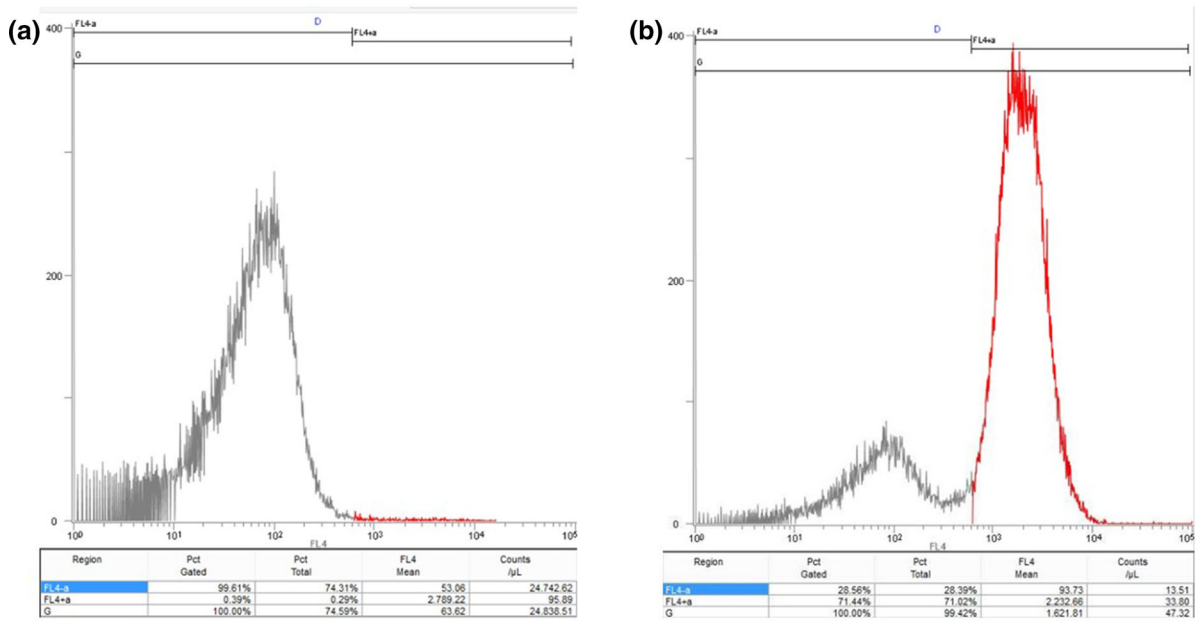 (a)
FL4-a
D
FL4+a
G
400
200
0
10⁰ 10¹ 10² 10³ 10⁴ 10⁵
FL4
Region Pct Gated Pct Total FL4 Mean Counts /µL
FL4-a 99.61% 74.31% 53.06 24.742.62
FL4+a 0.39% 0.29% 2.789.22 95.89
G 100.00% 74.59% 63.62 24.838.51
(b)
FL4-a
D
FL4+a
G
400
200
0
10⁰ 10¹ 10² 10³ 10⁴ 10⁵
FL4
Region Pct Gated Pct Total FL4 Mean Counts /µL
FL4-a 28.56% 28.39% 93.73 13.51
FL4+a 71.44% 71.02% 2.232.66 33.80
G 100.00% 99.42% 1.621.81 47.32